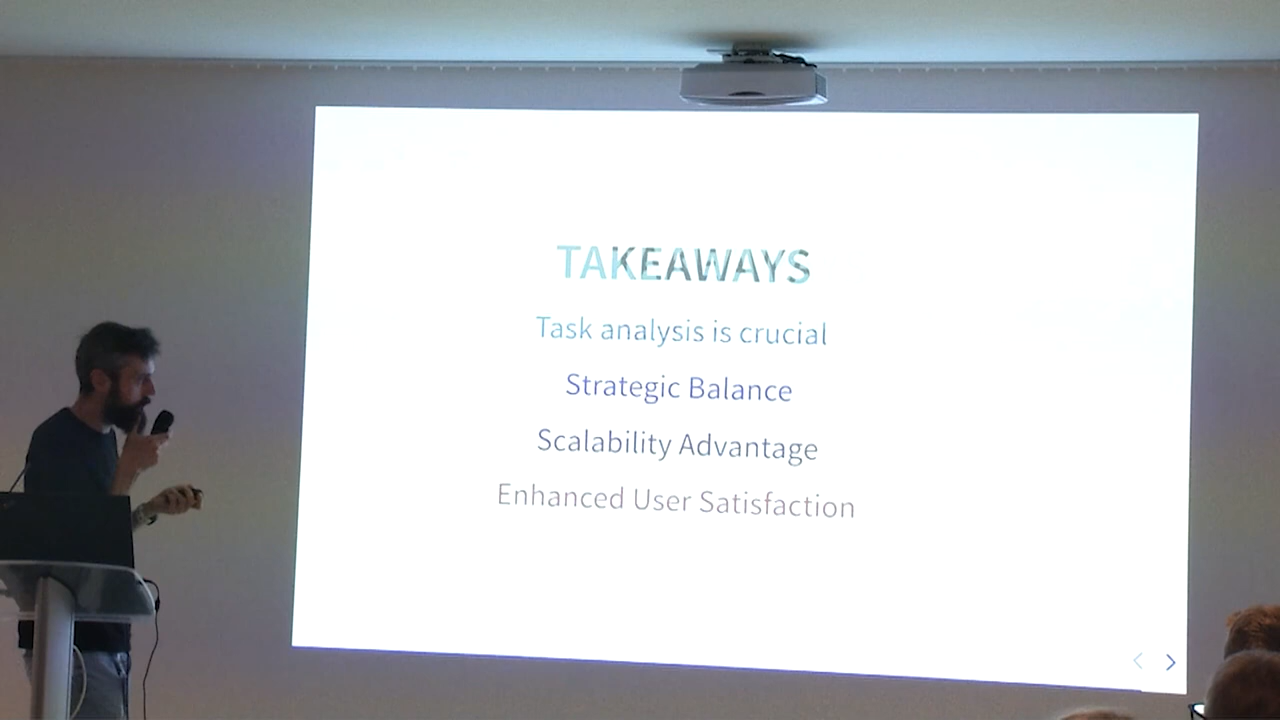 TAKEAWAYS
Task analysis is crucial
Strategic Balance
Scalability Advantage
Enhanced User Satisfaction